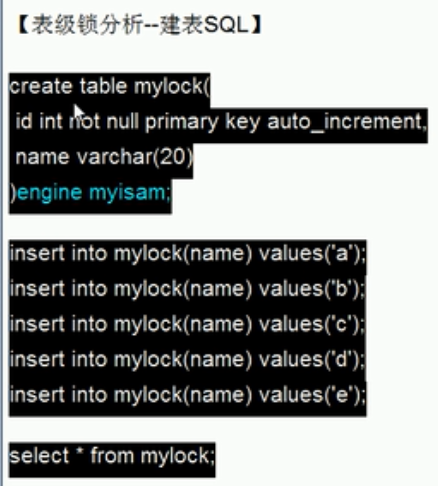 【表级锁分析--建表SQL】
create table mylock(
id int not null primary key auto_increment,
name varchar(20)
)engine myisam;
insert into mylock(name) values('a');
insert into mylock(name) values('b');
insert into mylock(name) values('c');
insert into mylock(name) values('d');
insert into mylock(name) values('e');
select * from mylock;